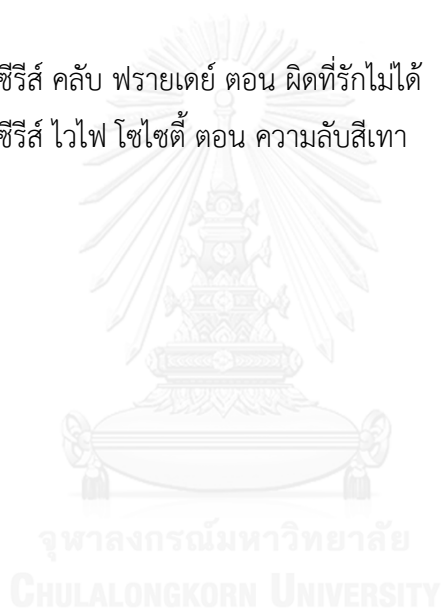 ซีรีส์ คลับ ฟรายเดย์ ตอน ผิดที่รักไม่ได้
ซีรีส์ ไวไฟ โซไซตี้ ตอน ความลับสีเทา
จุฬาลงกรณ์มหาวิทยาลัย
CHULALONGKORN UNIVERSITY